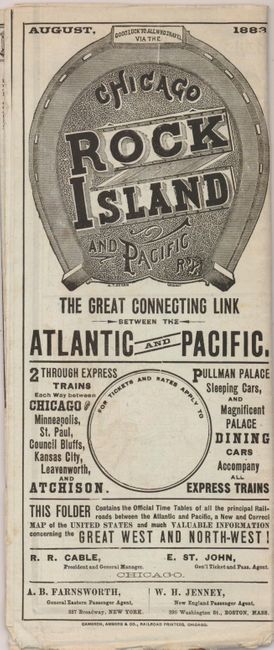 AUGUST, 1883
GOOD LUCK TO ALL WHO TRAVEL
VIA THE
CHICAGO
ROCK
ISLAND
AND PACIFIC RY.
THE GREAT CONNECTING LINK
BETWEEN THE
ATLANTIC AND PACIFIC.
2 THROUGH EXPRESS
TRAINS
Each Way between
CHICAGO
Minneapolis,
St. Paul,
Council Bluffs,
Kansas City,
Leavenworth,
AND
ATCHISON.
FOR TICKETS AND RATES APPLY TO
PULLMAN PALACE
Sleeping Cars,
AND
Magnificent
PALACE
DINING
CARS
Accompany
ALL
EXPRESS TRAINS
THIS FOLDER Contains the Official Time Tables of all the principal Rail-
roads between the Atlantic and Pacific, a New and Correct
MAP of the UNITED STATES and much VALUABLE INFORMATION
concerning the GREAT WEST AND NORTH-WEST!
R. R. CABLE,
President and General Manager.
E. ST. JOHN,
Gen'l Ticket and Pass. Agent.
CHICAGO.
A. B. FARNSWORTH,
General Eastern Passenger Agent,
257 Broadway, NEW YORK.
W. H. JENNEY,
New England Passenger Agent,
290 Washington St., BOSTON, MASS.
CAMERON, AMBERG & CO., RAILROAD PRINTERS, CHICAGO.